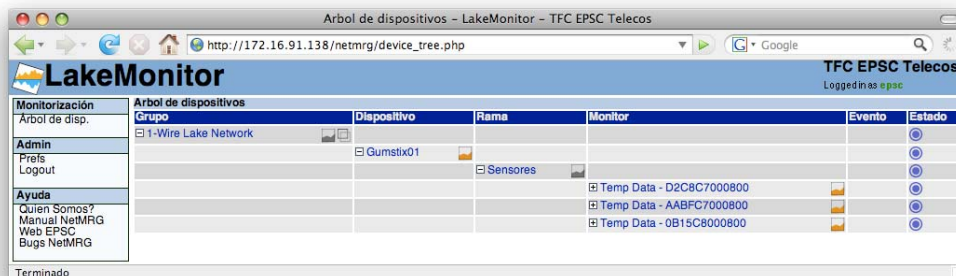 Arbol de dispositivos - LakeMonitor - TFC EPSC Telecos
http://172.16.91.138/netmrg/device_tree.php
G Google
LakeMonitor
TFC EPSC Telecos
Logged in as epsc
Monitorización
Árbol de disp.
Admin
Prefs
Logout
Ayuda
Quien Somos?
Manual NetMRG
Web EPSC
Bugs NetMRG
Arbol de dispositivos
Grupo Dispositivo Rama Monitor Evento Estado
1-Wire Lake Network
Gumstix01
Sensores
Temp Data - D2C8C7000800
Temp Data - AABFC7000800
Temp Data - 0B15C8000800
Terminado